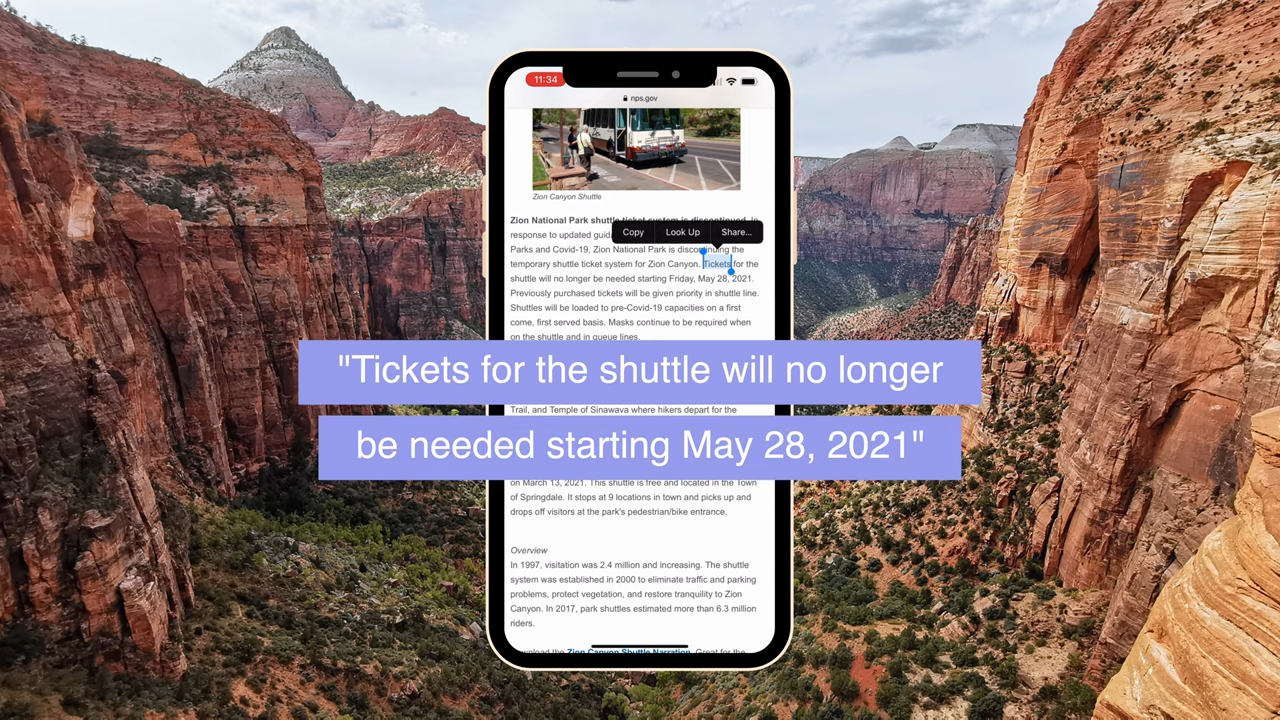 11:34
nps.gov
Zion Canyon Shuttle
Zion National Park shuttle ticket system is discontinued. In
response to updated guid
Copy
Look Up
Share...
Parks and Covid-19, Zion National Park is discontinuing the
temporary shuttle ticket system for Zion Canyon. Tickets for the
shuttle will no longer be needed starting Friday, May 28, 2021.
Previously purchased tickets will be given priority in shuttle line.
Shuttles will be loaded to pre-Covid-19 capacities on a first
come, first served basis. Masks continue to be required when
on the shuttle and in queue lines.
"Tickets for the shuttle will no longer
Trail, and Temple of Sinawava where hikers depart for the
be needed starting May 28, 2021"
on March 13, 2021. This shuttle is free and located in the Town
of Springdale. It stops at 9 locations in town and picks up and
drops off visitors at the park's pedestrian/bike entrance.
Overview
In 1997, visitation was 2.4 million and increasing. The shuttle
system was established in 2000 to eliminate traffic and parking
problems, protect vegetation, and restore tranquility to Zion
Canyon. In 2017, park shuttles estimated more than 6.3 million
riders.
the Zion Canyon Shuttle Narration. Great for the